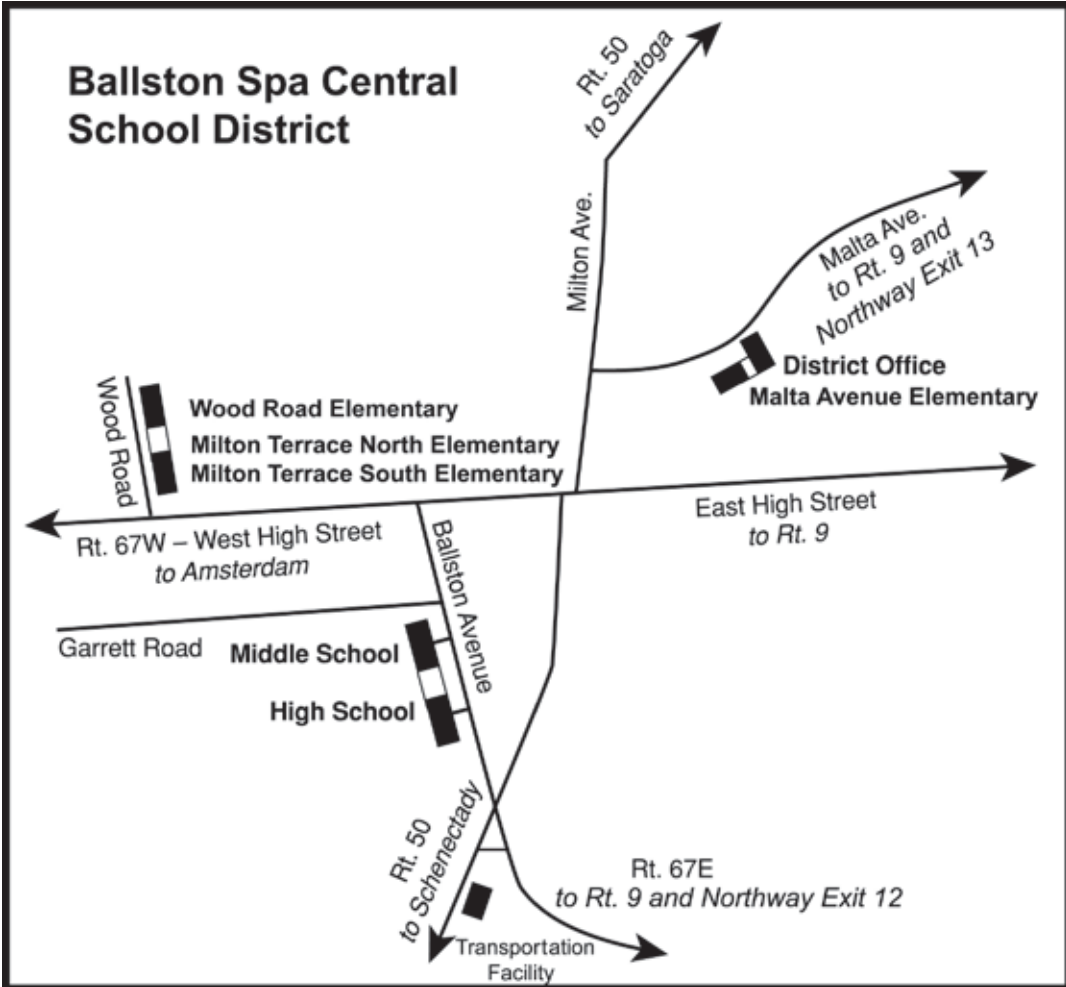 Ballston Spa Central
School District
Rt. 50
to Saratoga
Milton Ave.
Malta Ave.
to Rt. 9 and
Northway Exit 13
District Office
Malta Avenue Elementary
Wood Road
Wood Road Elementary
Milton Terrace North Elementary
Milton Terrace South Elementary
East High Street
to Rt. 9
Rt. 67W – West High Street
to Amsterdam
Ballston Avenue
Garrett Road
Middle School
High School
Rt. 50
to Schenectady
Rt. 67E
to Rt. 9 and Northway Exit 12
Transportation
Facility